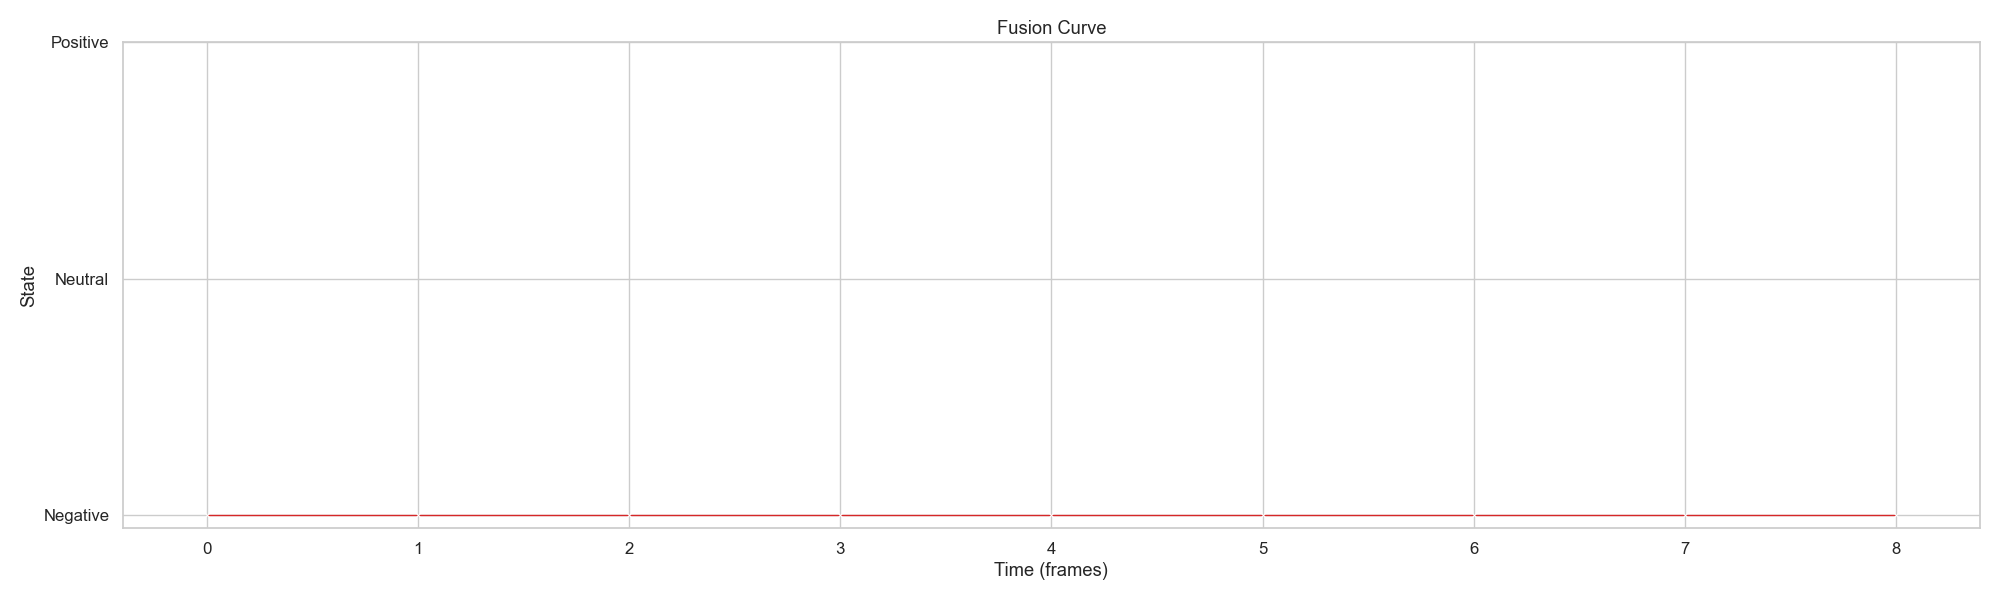 Fusion Curve
Positive
Neutral
Negative
State
0 1 2 3 4 5 6 7 8
Time (frames)